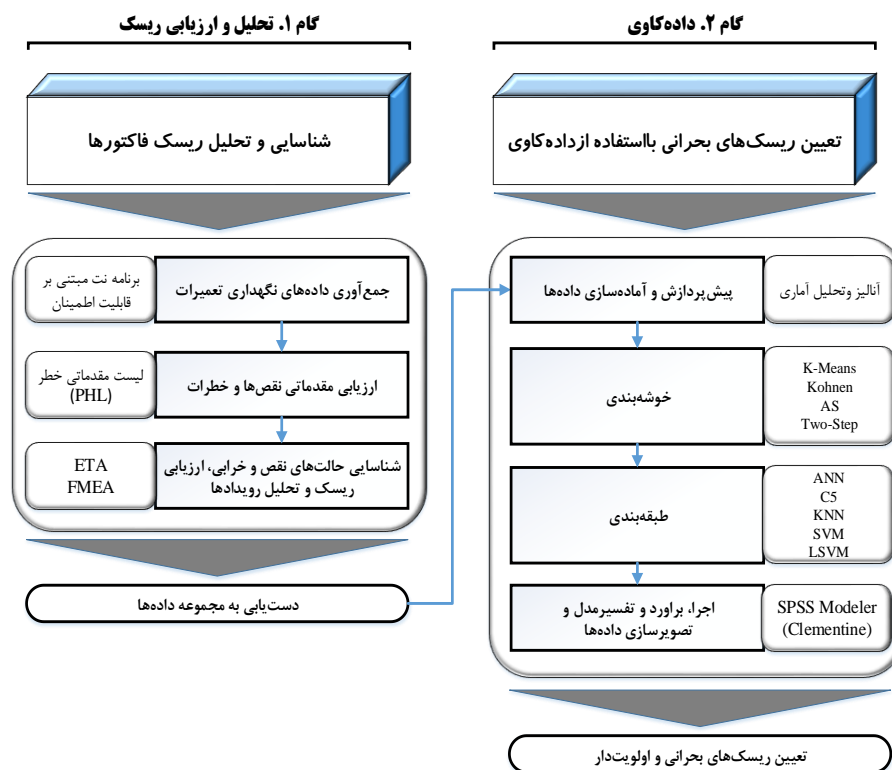 گام ۱. تحلیل و ارزیابی ریسک
شناسایی و تحلیل ریسک فاکتورها
جمع‌آوری داده‌های نگهداری تعمیرات
برنامه نت مبتنی بر
قابلیت اطمینان
ارزیابی مقدماتی نقص‌ها و خطرات
لیست مقدماتی خطر
(PHL)
شناسایی حالت‌های نقص و خرابی، ارزیابی
ریسک و تحلیل رویدادها
ETA
FMEA
دست‌یابی به مجموعه داده‌ها
گام ۲. داده‌کاوی
تعیین ریسک‌های بحرانی بااستفاده ازداده‌کاوی
پیش‌پردازش و آماده‌سازی داده‌ها
آنالیز وتحلیل آماری
خوشه‌بندی
K-Means
Kohnen
AS
Two-Step
طبقه‌بندی
ANN
C5
KNN
SVM
LSVM
اجرا، براورد و تفسیرمدل و
تصویرسازی داده‌ها
SPSS Modeler
(Clementine)
تعیین ریسک‌های بحرانی و اولویت‌دار